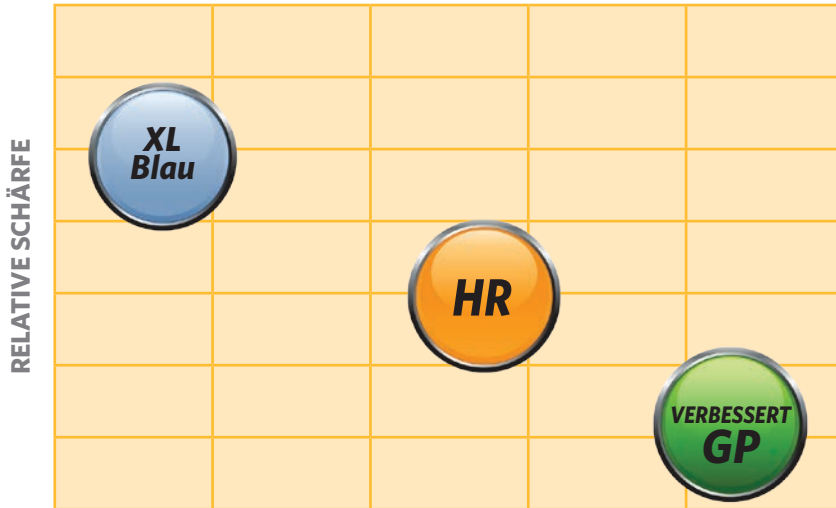 RELATIVE SCHÄRFE
XL
Blau
HR
VERBESSERT
GP